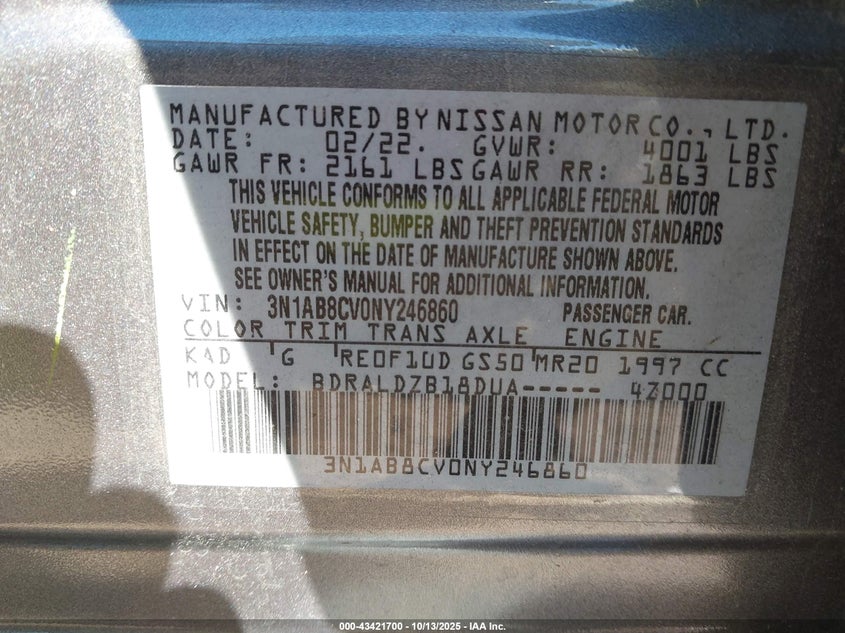 MANUFACTURED BY NISSAN MOTOR CO., LTD.
DATE: 02/22. GVWR: 4001 LBS
GAWR FR: 2161 LBS GAWR RR: 1863 LBS
THIS VEHICLE CONFORMS TO ALL APPLICABLE FEDERAL MOTOR
VEHICLE SAFETY, BUMPER AND THEFT PREVENTION STANDARDS
IN EFFECT ON THE DATE OF MANUFACTURE SHOWN ABOVE.
SEE OWNER'S MANUAL FOR ADDITIONAL INFORMATION.
VIN: 3N1AB8CV0NY246860 PASSENGER CAR.
COLOR TRIM TRANS AXLE ENGINE
KAD G RE0F10D GS50 MR20 1997 CC
MODEL: BDRALDZB18DUA----- 4Z000
3N1AB8CV0NY246860
000-43421700 - 10/13/2025 - IAA Inc.